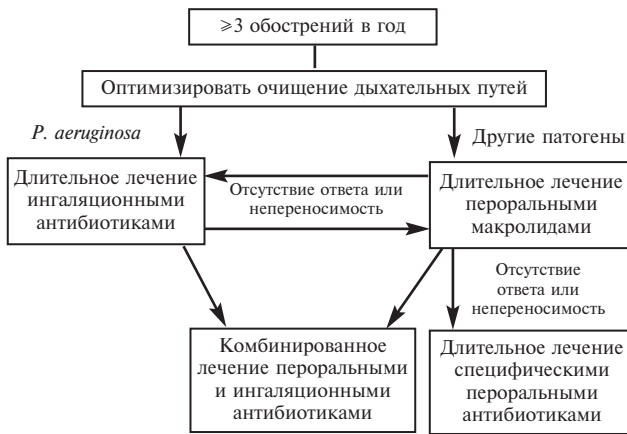 ≥3 обострений в год
Оптимизировать очищение дыхательных путей
P. aeruginosa
Другие патогены
Длительное лечение
ингаляционными
антибиотиками
Отсутствие ответа или
непереносимость
Длительное лечение
пероральными
макролидами
Отсутствие
ответа или
непереносимость
Комбинированное
лечение пероральными
и ингаляционными
антибиотиками
Длительное лечение
специфическими
пероральными
антибиотиками